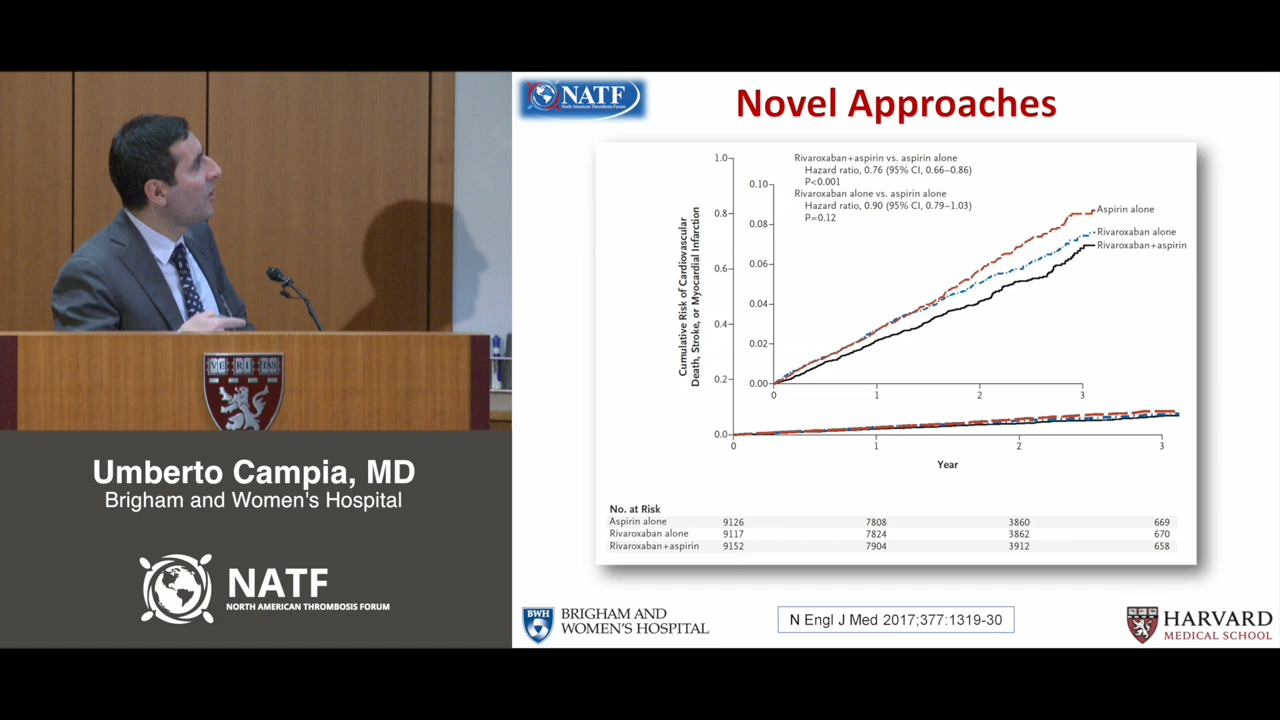 NATF
North American Thrombosis Forum
Novel Approaches
1.0
0.8
0.6
0.4
0.2
0.0
0.10
0.08
0.06
0.04
0.02
0.00
0
1
2
3
0
1
2
3
Cumulative Risk of Cardiovascular
Death, Stroke, or Myocardial Infarction
Year
Rivaroxaban+aspirin vs. aspirin alone
Hazard ratio, 0.76 (95% CI, 0.66–0.86)
P<0.001
Rivaroxaban alone vs. aspirin alone
Hazard ratio, 0.90 (95% CI, 0.79–1.03)
P=0.12
Aspirin alone
Rivaroxaban alone
Rivaroxaban+aspirin
No. at Risk
Aspirin alone 9126 7808 3860 669
Rivaroxaban alone 9117 7824 3862 670
Rivaroxaban+aspirin 9152 7904 3912 658
BWH
BRIGHAM AND
WOMEN'S HOSPITAL
N Engl J Med 2017;377:1319-30
HARVARD
MEDICAL SCHOOL
VE RI TAS
Umberto Campia, MD
Brigham and Women's Hospital
NATF
NORTH AMERICAN THROMBOSIS FORUM